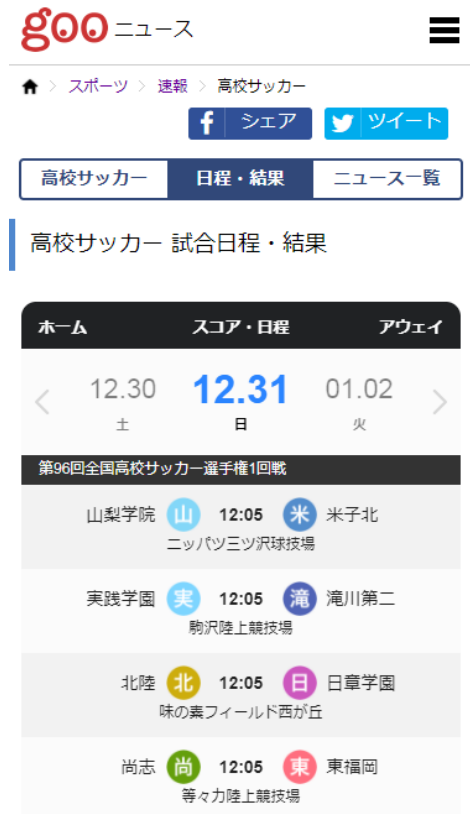 goo ニュース
スポーツ 速報 高校サッカー
f シェア ツイート
高校サッカー 日程・結果 ニュース一覧
高校サッカー 試合日程・結果
ホーム スコア・日程 アウェイ
12.30 12.31 01.02
土 日 火
第96回全国高校サッカー選手権1回戦
山梨学院 山 12:05 米 米子北
ニッパツ三ツ沢球技場
実践学園 実 12:05 滝 滝川第二
駒沢陸上競技場
北陸 北 12:05 日 日章学園
味の素フィールド西が丘
尚志 尚 12:05 東 東福岡
等々力陸上競技場